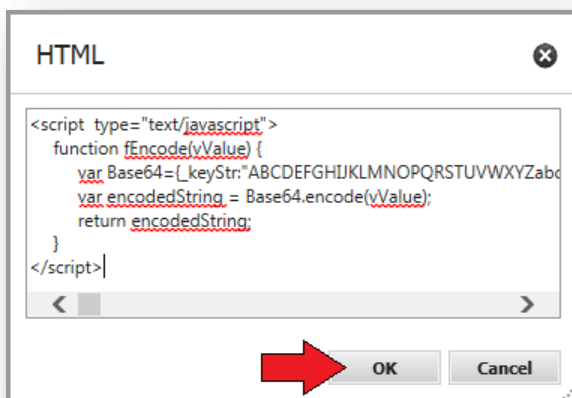 HTML
<script type="text/javascript">
function fEncode(vValue) {
var Base64={_keyStr:"ABCDEFGHIJKLMNOPQRSTUVWXYZabc
var encodedString = Base64.encode(vValue);
return encodedString;
}
</script>
OK
Cancel